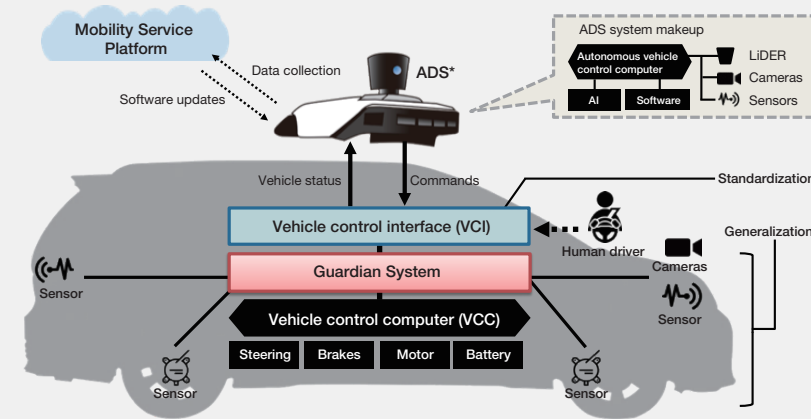 Mobility Service
Platform
Data collection
Software updates
ADS*
ADS system makeup
Autonomous vehicle
control computer
AI
Software
LiDER
Cameras
Sensors
Vehicle status
Commands
Standardization
Vehicle control interface (VCI)
Human driver
Generalization
Guardian System
Cameras
Sensor
Sensor
Vehicle control computer (VCC)
Steering
Brakes
Motor
Battery
Sensor
Sensor